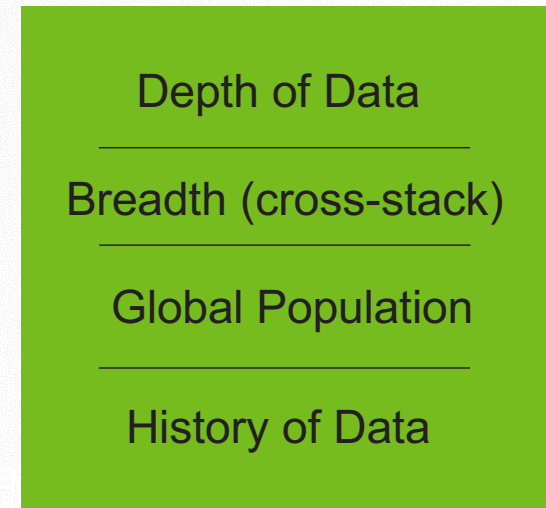 Depth of Data
Breadth (cross-stack)
Global Population
History of Data